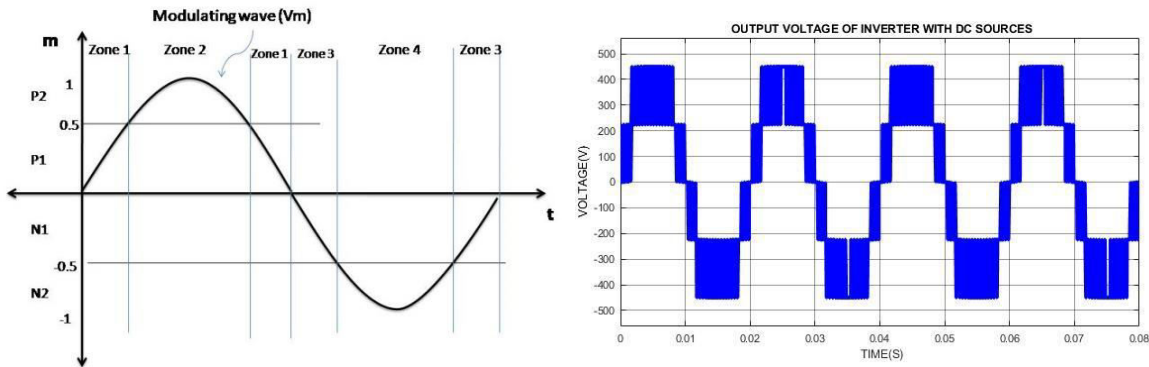 Modulating wave (Vm)
m
Zone 1 Zone 2 Zone 1 Zone 3 Zone 4 Zone 3
P2
1
0.5
P1
t
N1
-0.5
N2
-1
OUTPUT VOLTAGE OF INVERTER WITH DC SOURCES
VOLTAGE(V)
500
400
300
200
100
0
-100
-200
-300
-400
-500
0 0.01 0.02 0.03 0.04 0.05 0.06 0.07 0.08
TIME(S)